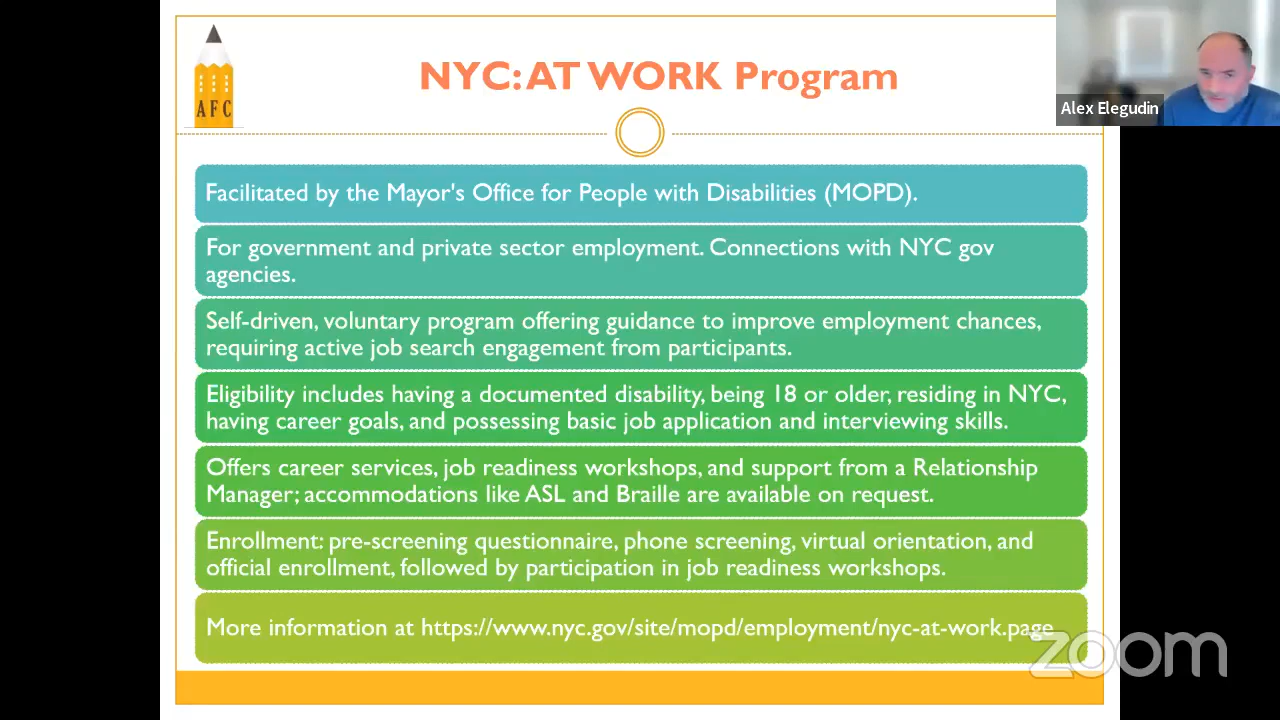 AFC
NYC: AT WORK Program
Alex Elegudin
Facilitated by the Mayor's Office for People with Disabilities (MOPD).
For government and private sector employment. Connections with NYC gov
agencies.
Self-driven, voluntary program offering guidance to improve employment chances,
requiring active job search engagement from participants.
Eligibility includes having a documented disability, being 18 or older, residing in NYC,
having career goals, and possessing basic job application and interviewing skills.
Offers career services, job readiness workshops, and support from a Relationship
Manager; accommodations like ASL and Braille are available on request.
Enrollment: pre-screening questionnaire, phone screening, virtual orientation, and
official enrollment, followed by participation in job readiness workshops.
More information at https://www.nyc.gov/site/mopd/employment/nyc-at-work.page
zoom